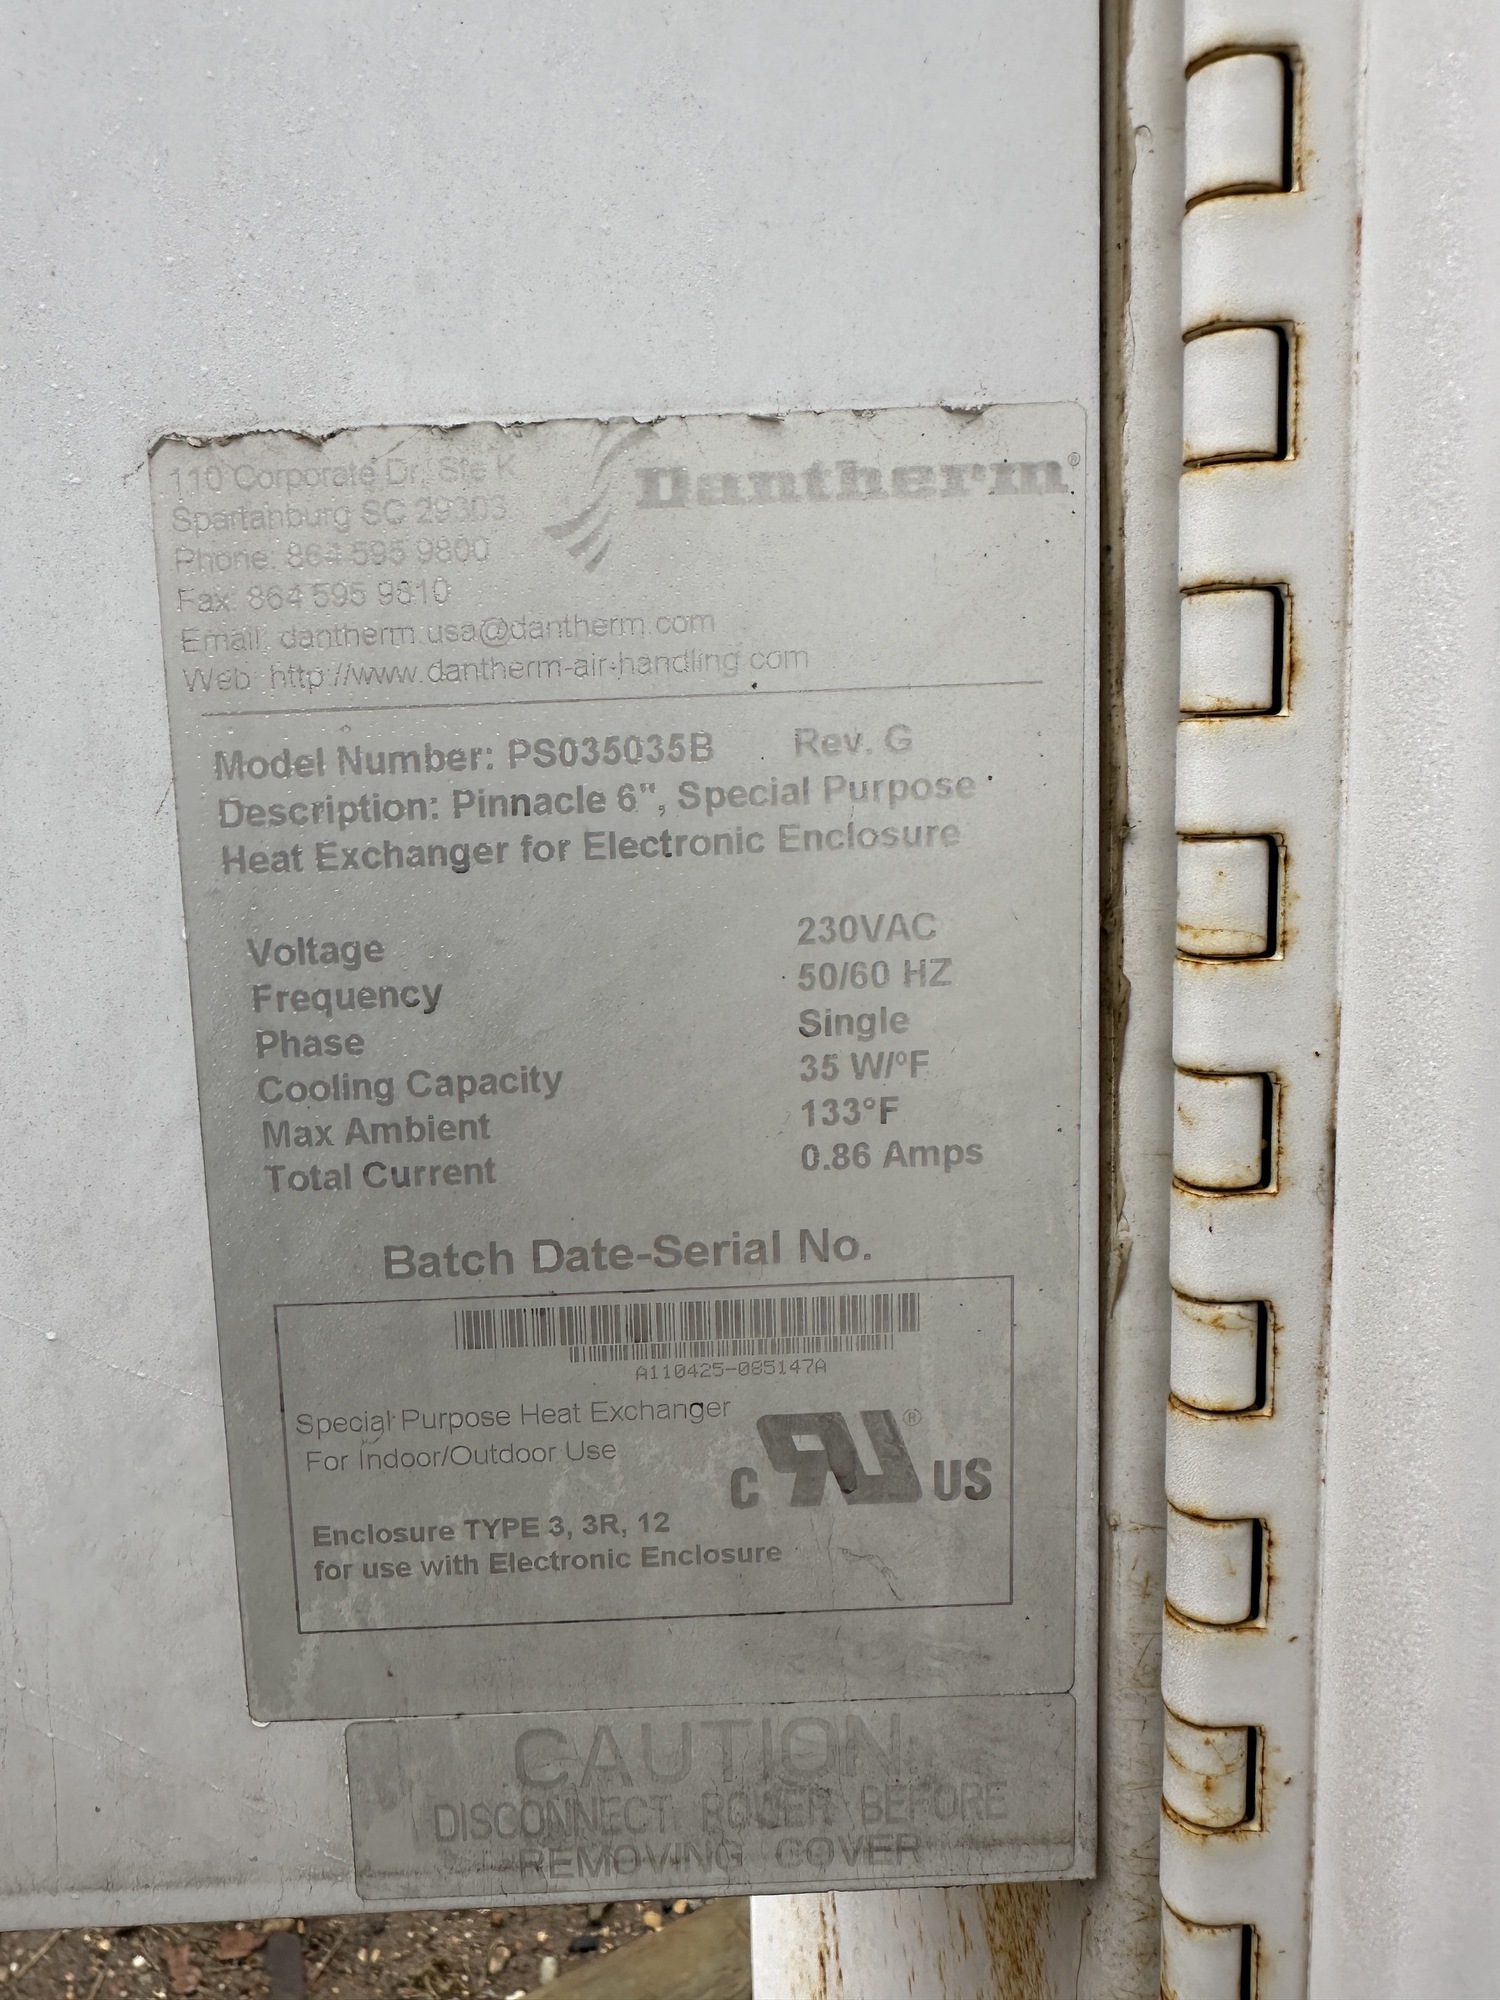 110 Corporate Dr, Ste K
Spartanburg SC 29303
Phone: 864 595 9800
Fax: 864 595 9810
Email: dantherm.usa@dantherm.com
Web: http://www.dantherm-air-handling.com
Dantherm®
Model Number: PS035035B Rev. G
Description: Pinnacle 6", Special Purpose
Heat Exchanger for Electronic Enclosure
Voltage 230VAC
Frequency 50/60 HZ
Phase Single
Cooling Capacity 35 W/°F
Max Ambient 133°F
Total Current 0.86 Amps
Batch Date-Serial No.
A110425-085147A
Special Purpose Heat Exchanger
For Indoor/Outdoor Use
C RU® US
Enclosure TYPE 3, 3R, 12
for use with Electronic Enclosure
CAUTION:
DISCONNECT POWER BEFORE
REMOVING COVER